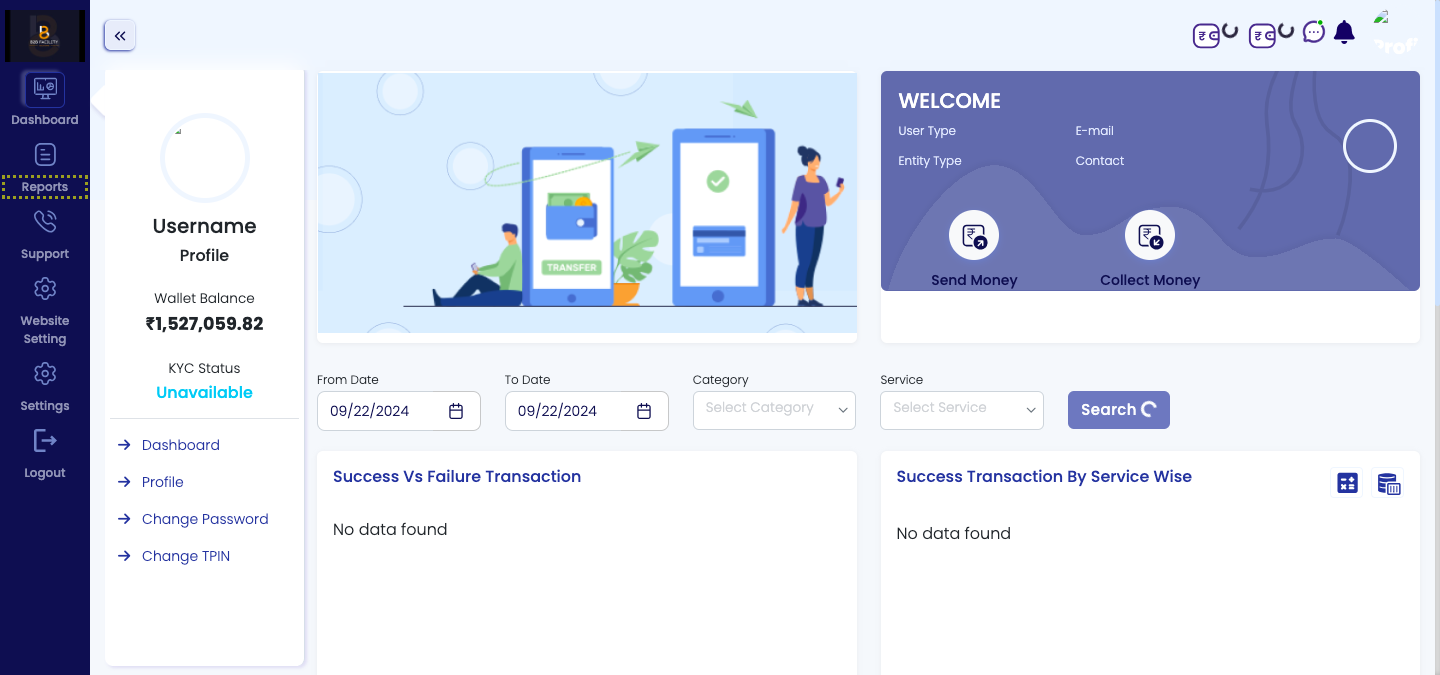 B2B FACILITY
Dashboard
Reports
Support
Website
Setting
Settings
Logout
Username
Profile
Wallet Balance
₹1,527,059.82
KYC Status
Unavailable
Dashboard
Profile
Change Password
Change TPIN
TRANSFER
WELCOME
User Type
E-mail
Entity Type
Contact
Send Money
Collect Money
From Date
09/22/2024
To Date
09/22/2024
Category
Select Category
Service
Select Service
Search
Success Vs Failure Transaction
No data found
Success Transaction By Service Wise
No data found